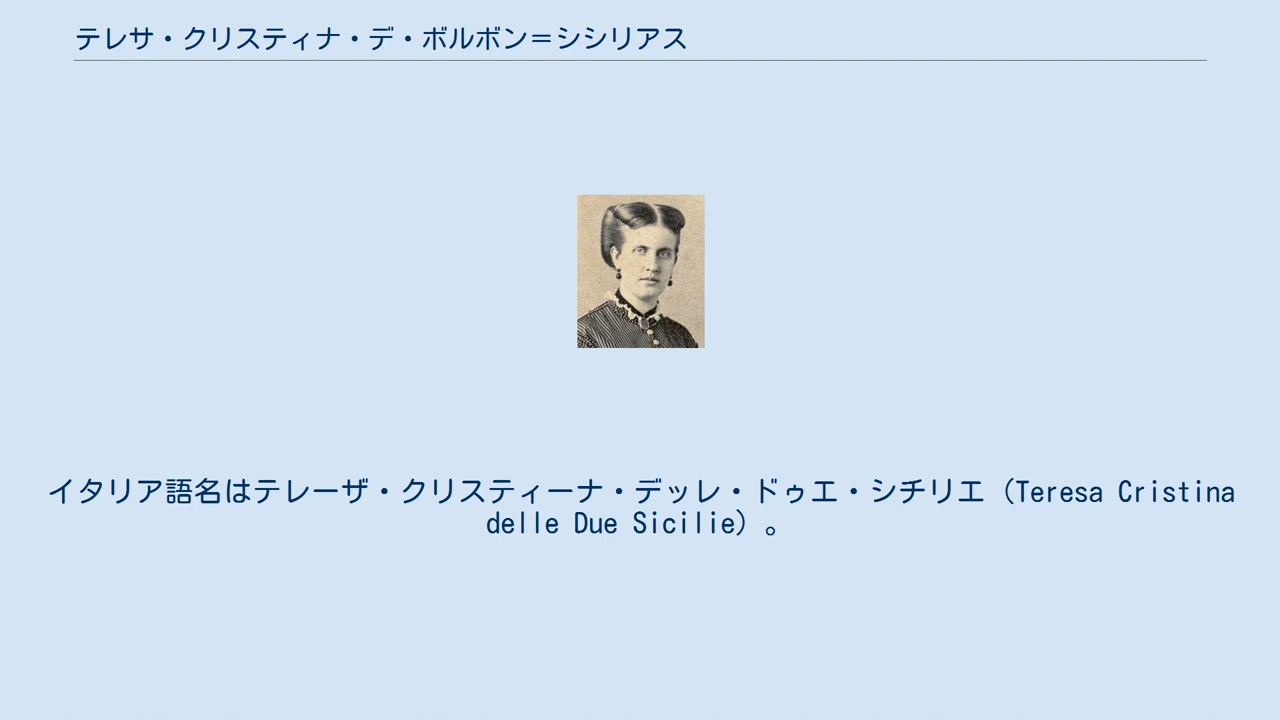 テレサ・クリスティナ・デ・ボルボン＝シシリアス
イタリア語名はテレーザ・クリスティーナ・デッレ・ドゥエ・シチリエ（Teresa Cristina
delle Due Sicilie）。